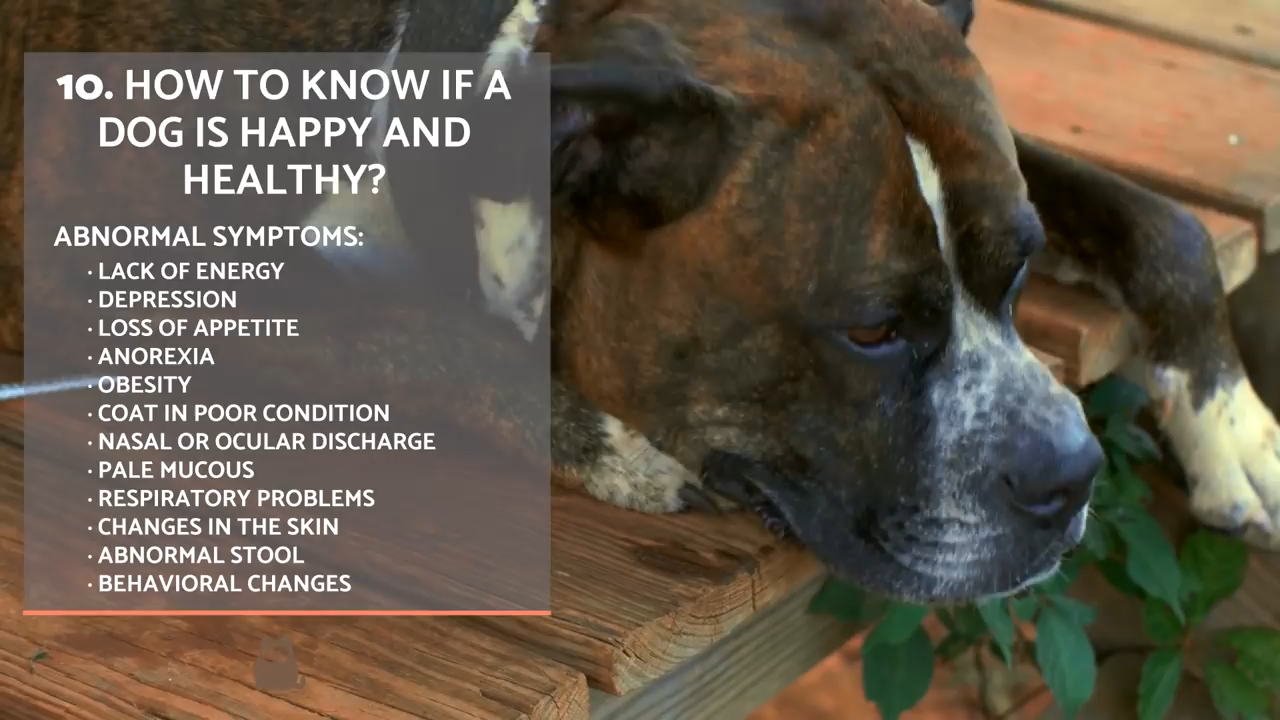 10. HOW TO KNOW IF A
DOG IS HAPPY AND
HEALTHY?
ABNORMAL SYMPTOMS:
· LACK OF ENERGY
· DEPRESSION
· LOSS OF APPETITE
· ANOREXIA
· OBESITY
· COAT IN POOR CONDITION
· NASAL OR OCULAR DISCHARGE
· PALE MUCOUS
· RESPIRATORY PROBLEMS
· CHANGES IN THE SKIN
· ABNORMAL STOOL
· BEHAVIORAL CHANGES